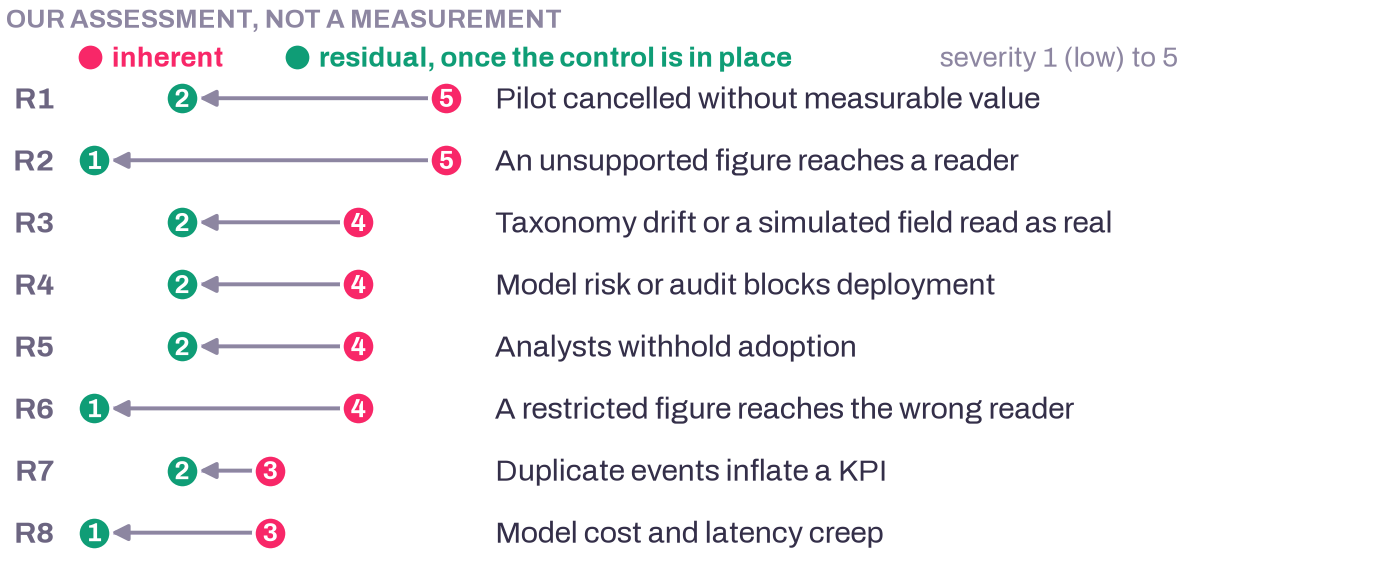 OUR ASSESSMENT, NOT A MEASUREMENT
inherent residual, once the control is in place severity 1 (low) to 5
R1 2 5 Pilot cancelled without measurable value
R2 1 5 An unsupported figure reaches a reader
R3 2 4 Taxonomy drift or a simulated field read as real
R4 2 4 Model risk or audit blocks deployment
R5 2 4 Analysts withhold adoption
R6 1 4 A restricted figure reaches the wrong reader
R7 2 3 Duplicate events inflate a KPI
R8 1 3 Model cost and latency creep